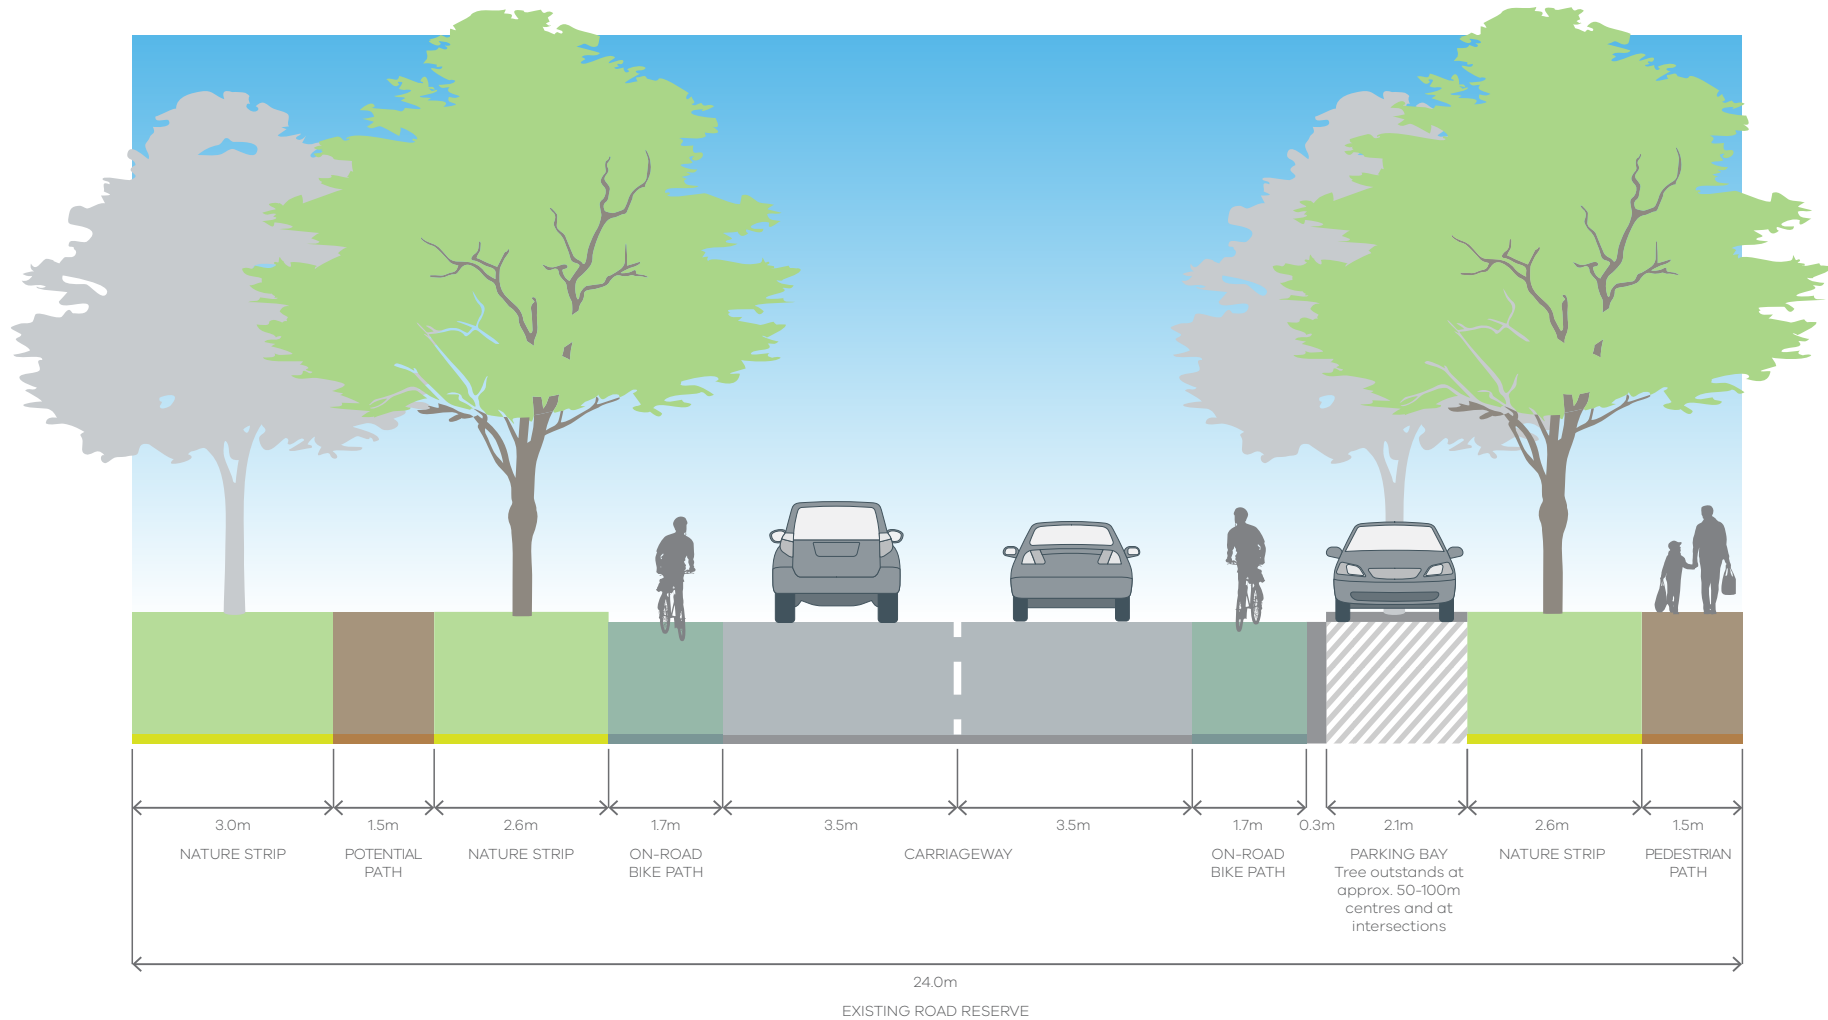 3.0m
1.5m
2.6m
1.7m
3.5m
3.5m
1.7m
0.3m
2.1m
2.6m
1.5m
NATURE STRIP
POTENTIAL
PATH
NATURE STRIP
ON-ROAD
BIKE PATH
CARRIAGEWAY
ON-ROAD
BIKE PATH
PARKING BAY
Tree outstands at
approx. 50-100m
centres and at
intersections
NATURE STRIP
PEDESTRIAN
PATH
24.0m
EXISTING ROAD RESERVE